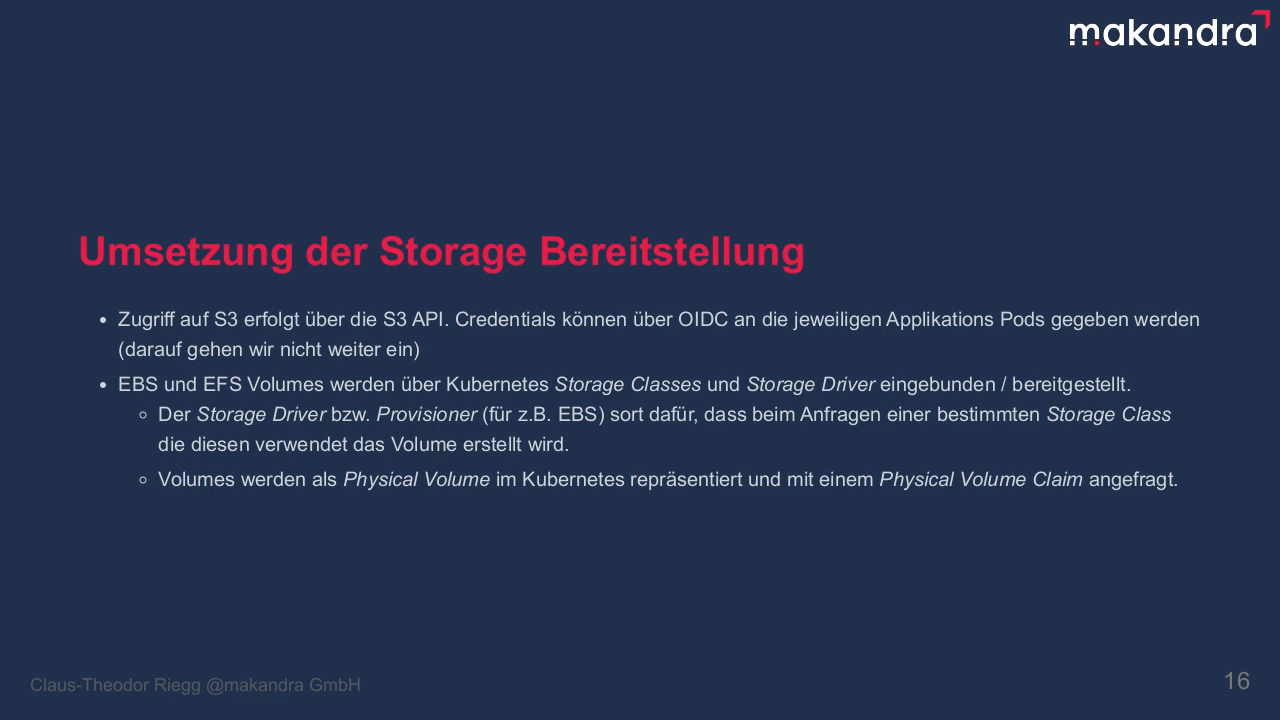 makandra
Umsetzung der Storage Bereitstellung
• Zugriff auf S3 erfolgt über die S3 API. Credentials können über OIDC an die jeweiligen Applikations Pods gegeben werden
(darauf gehen wir nicht weiter ein)
• EBS und EFS Volumes werden über Kubernetes Storage Classes und Storage Driver eingebunden / bereitgestellt.
◦ Der Storage Driver bzw. Provisioner (für z.B. EBS) sort dafür, dass beim Anfragen einer bestimmten Storage Class
die diesen verwendet das Volume erstellt wird.
◦ Volumes werden als Physical Volume im Kubernetes repräsentiert und mit einem Physical Volume Claim angefragt.
Claus-Theodor Riegg @makandra GmbH
16